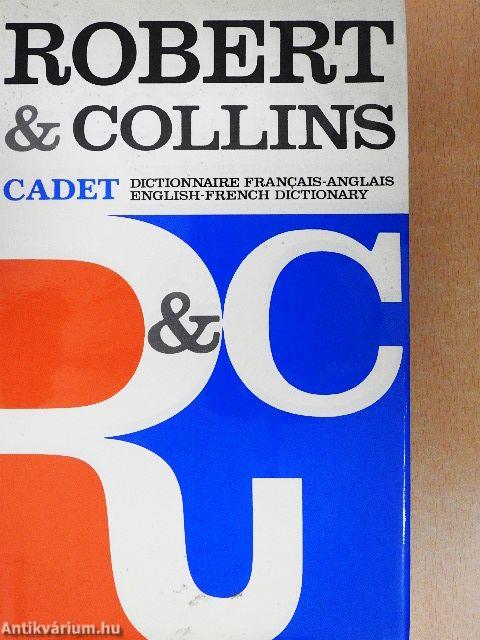 ROBERT
& COLLINS
CADET DICTIONNAIRE FRANÇAIS-ANGLAIS
ENGLISH-FRENCH DICTIONARY
R&C
Antikvárium.hu